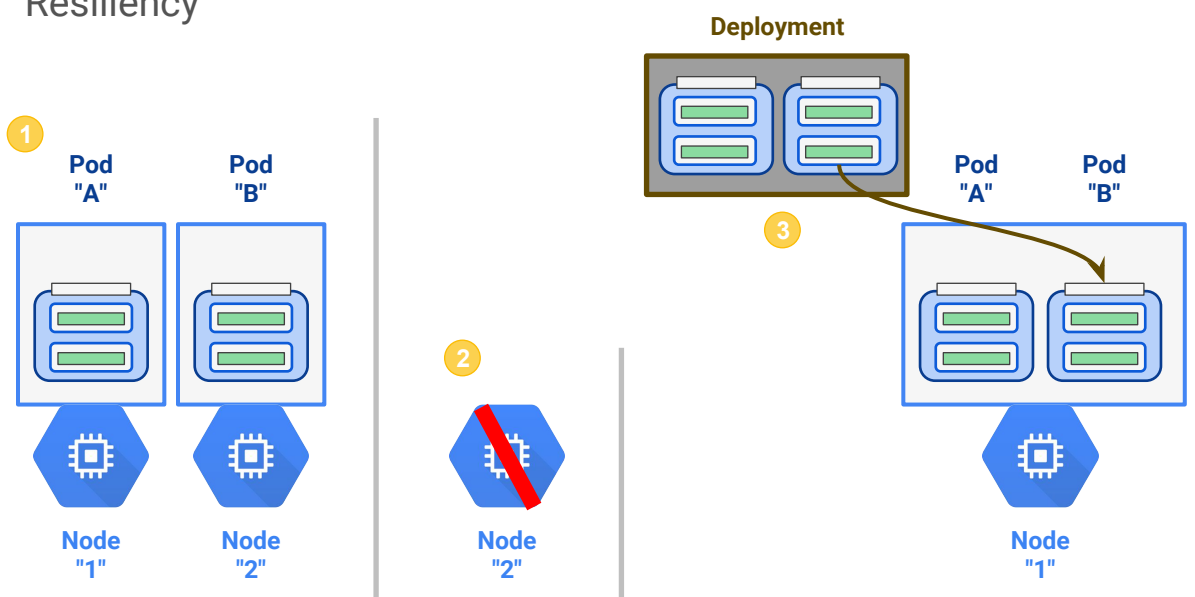 Resiliency
1
Pod
"A"
Pod
"B"
Node
"1"
Node
"2"
2
Node
"2"
Deployment
3
Pod
"A"
Pod
"B"
Node
"1"